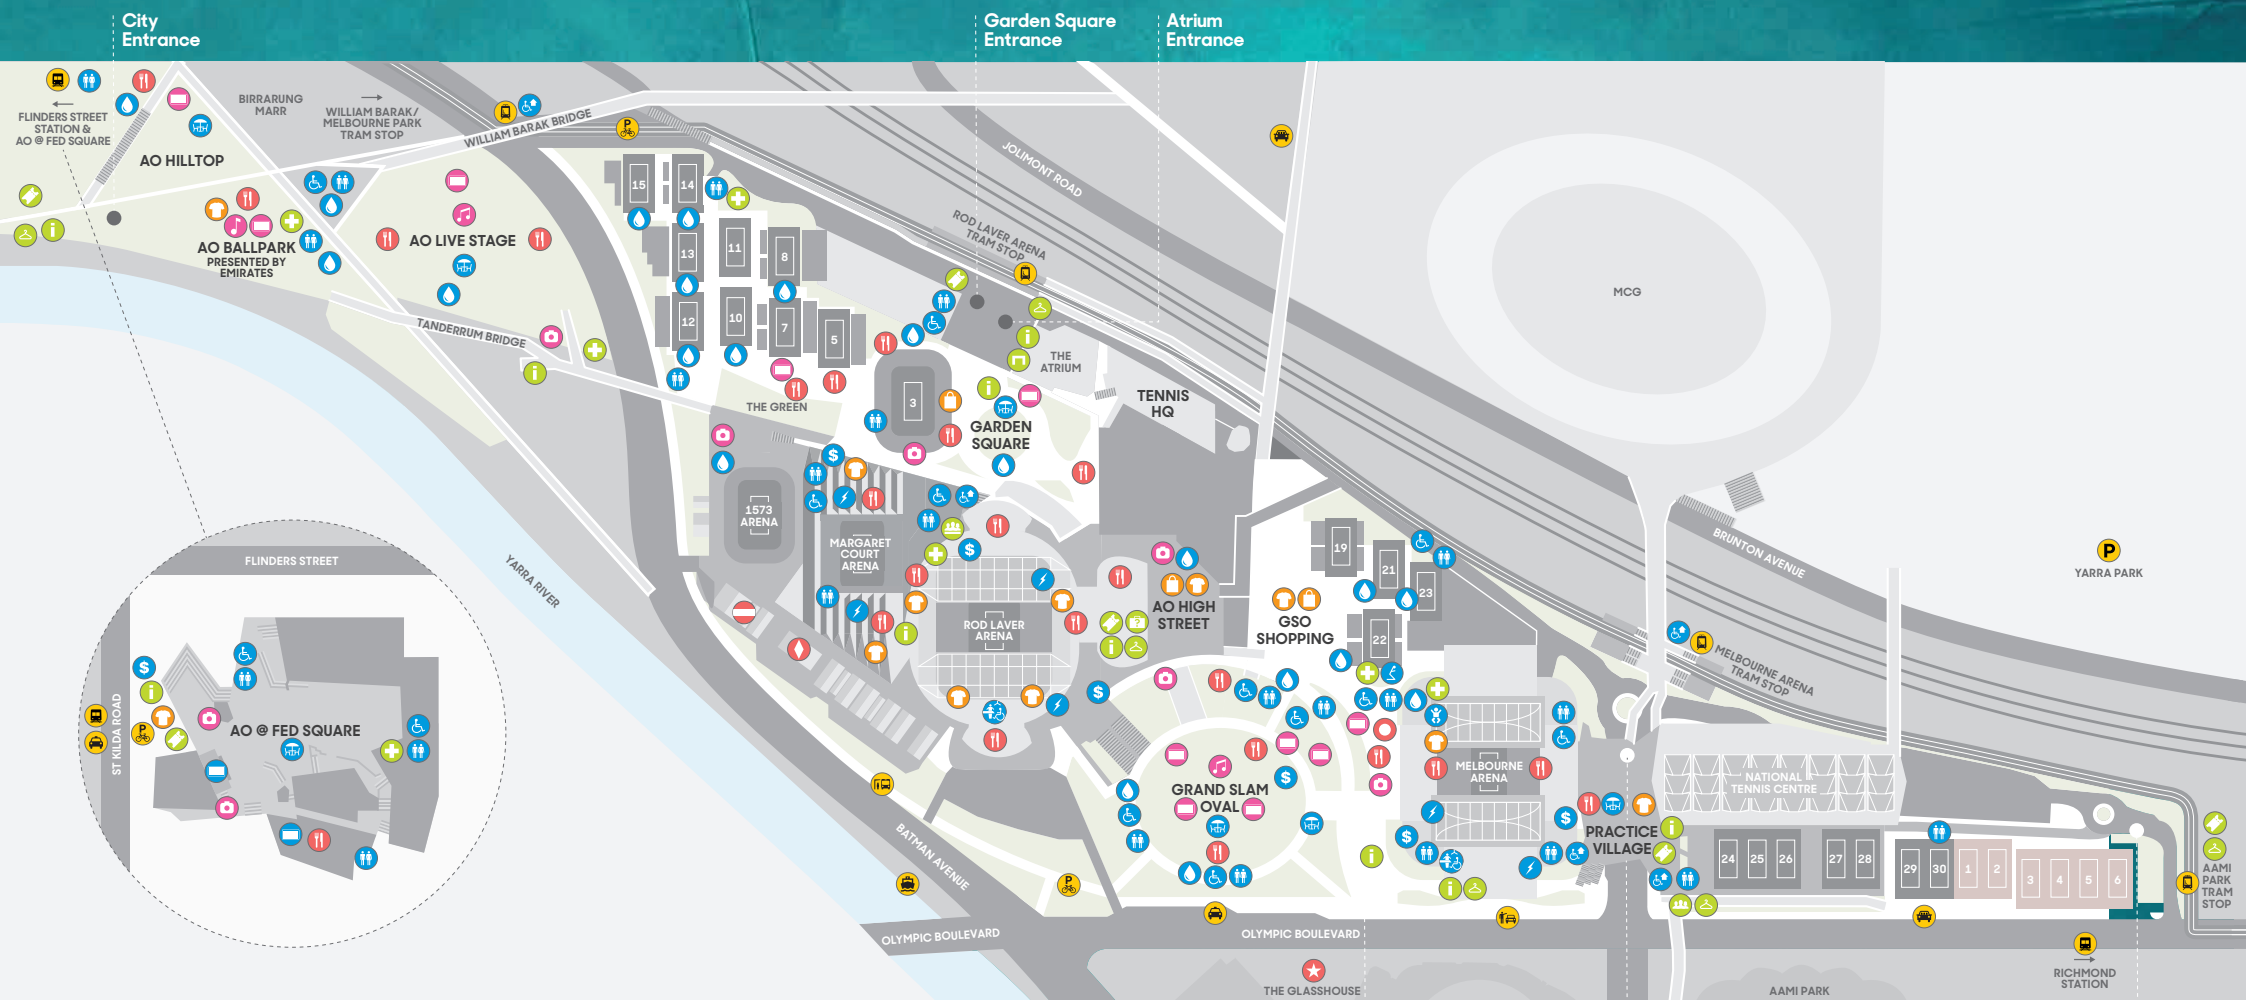 City
Entrance
Garden Square
Entrance
Atrium
Entrance
FLINDERS STREET
STATION &
AO @ FED SQUARE
BIRRARUNG
MARR
WILLIAM BARAK/
MELBOURNE PARK
TRAM STOP
WILLIAM BARAK BRIDGE
P
AO HILLTOP
JOLIMONT ROAD
15
14
AO BALLPARK
PRESENTED BY
EMIRATES
AO LIVE STAGE
ROD LAVER ARENA
TRAM STOP
13
11
8
MCG
TANDERRUM BRIDGE
12
10
7
5
THE
ATRIUM
TENNIS
HQ
THE GREEN
3
GARDEN
SQUARE
$
1573
ARENA
MARGARET
COURT
ARENA
$
19
21
23
22
BRUNTON AVENUE
P
YARRA PARK
FLINDERS STREET
YARRA RIVER
ROD LAVER
ARENA
AO HIGH
STREET
GSO
SHOPPING
MELBOURNE ARENA
TRAM STOP
$
$
ST KILDA ROAD
P
AO @ FED SQUARE
GRAND SLAM
OVAL
$
MELBOURNE
ARENA
NATIONAL
TENNIS CENTRE
$
$
PRACTICE
VILLAGE
BATMAN AVENUE
P
24
25
26
27
28
29
30
1
2
3
4
5
6
AAMI
PARK
TRAM
STOP
OLYMPIC BOULEVARD
OLYMPIC BOULEVARD
THE GLASSHOUSE
AAMI PARK
RICHMOND
STATION